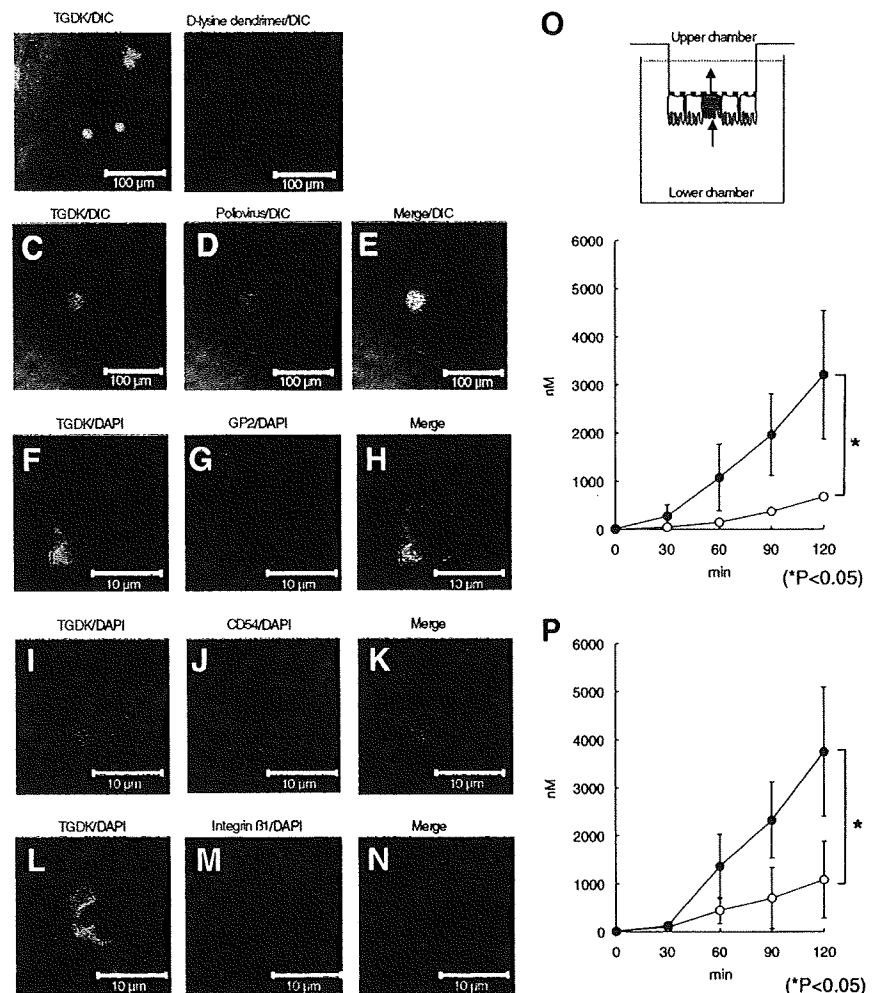 TGDK/DIC
D-lysine dendrimer/DIC
100 µm
100 µm
TGDK/DIC
Poliovirus/DIC
Merge/DIC
C
D
E
100 µm
100 µm
100 µm
TGDK/DAPI
GP2/DAPI
Merge
F
G
H
10 µm
10 µm
10 µm
TGDK/DAPI
CD54/DAPI
Merge
I
J
K
10 µm
10 µm
10 µm
TGDK/DAPI
Integrin ß1/DAPI
Merge
L
M
N
10 µm
10 µm
10 µm
O
Upper chamber
Lower chamber
6000
5000
4000
3000
2000
1000
0
nM
*
0 30 60 90 120
min
(*P<0.05)
P
6000
5000
4000
3000
2000
1000
0
nM
*
0 30 60 90 120
min
(*P<0.05)